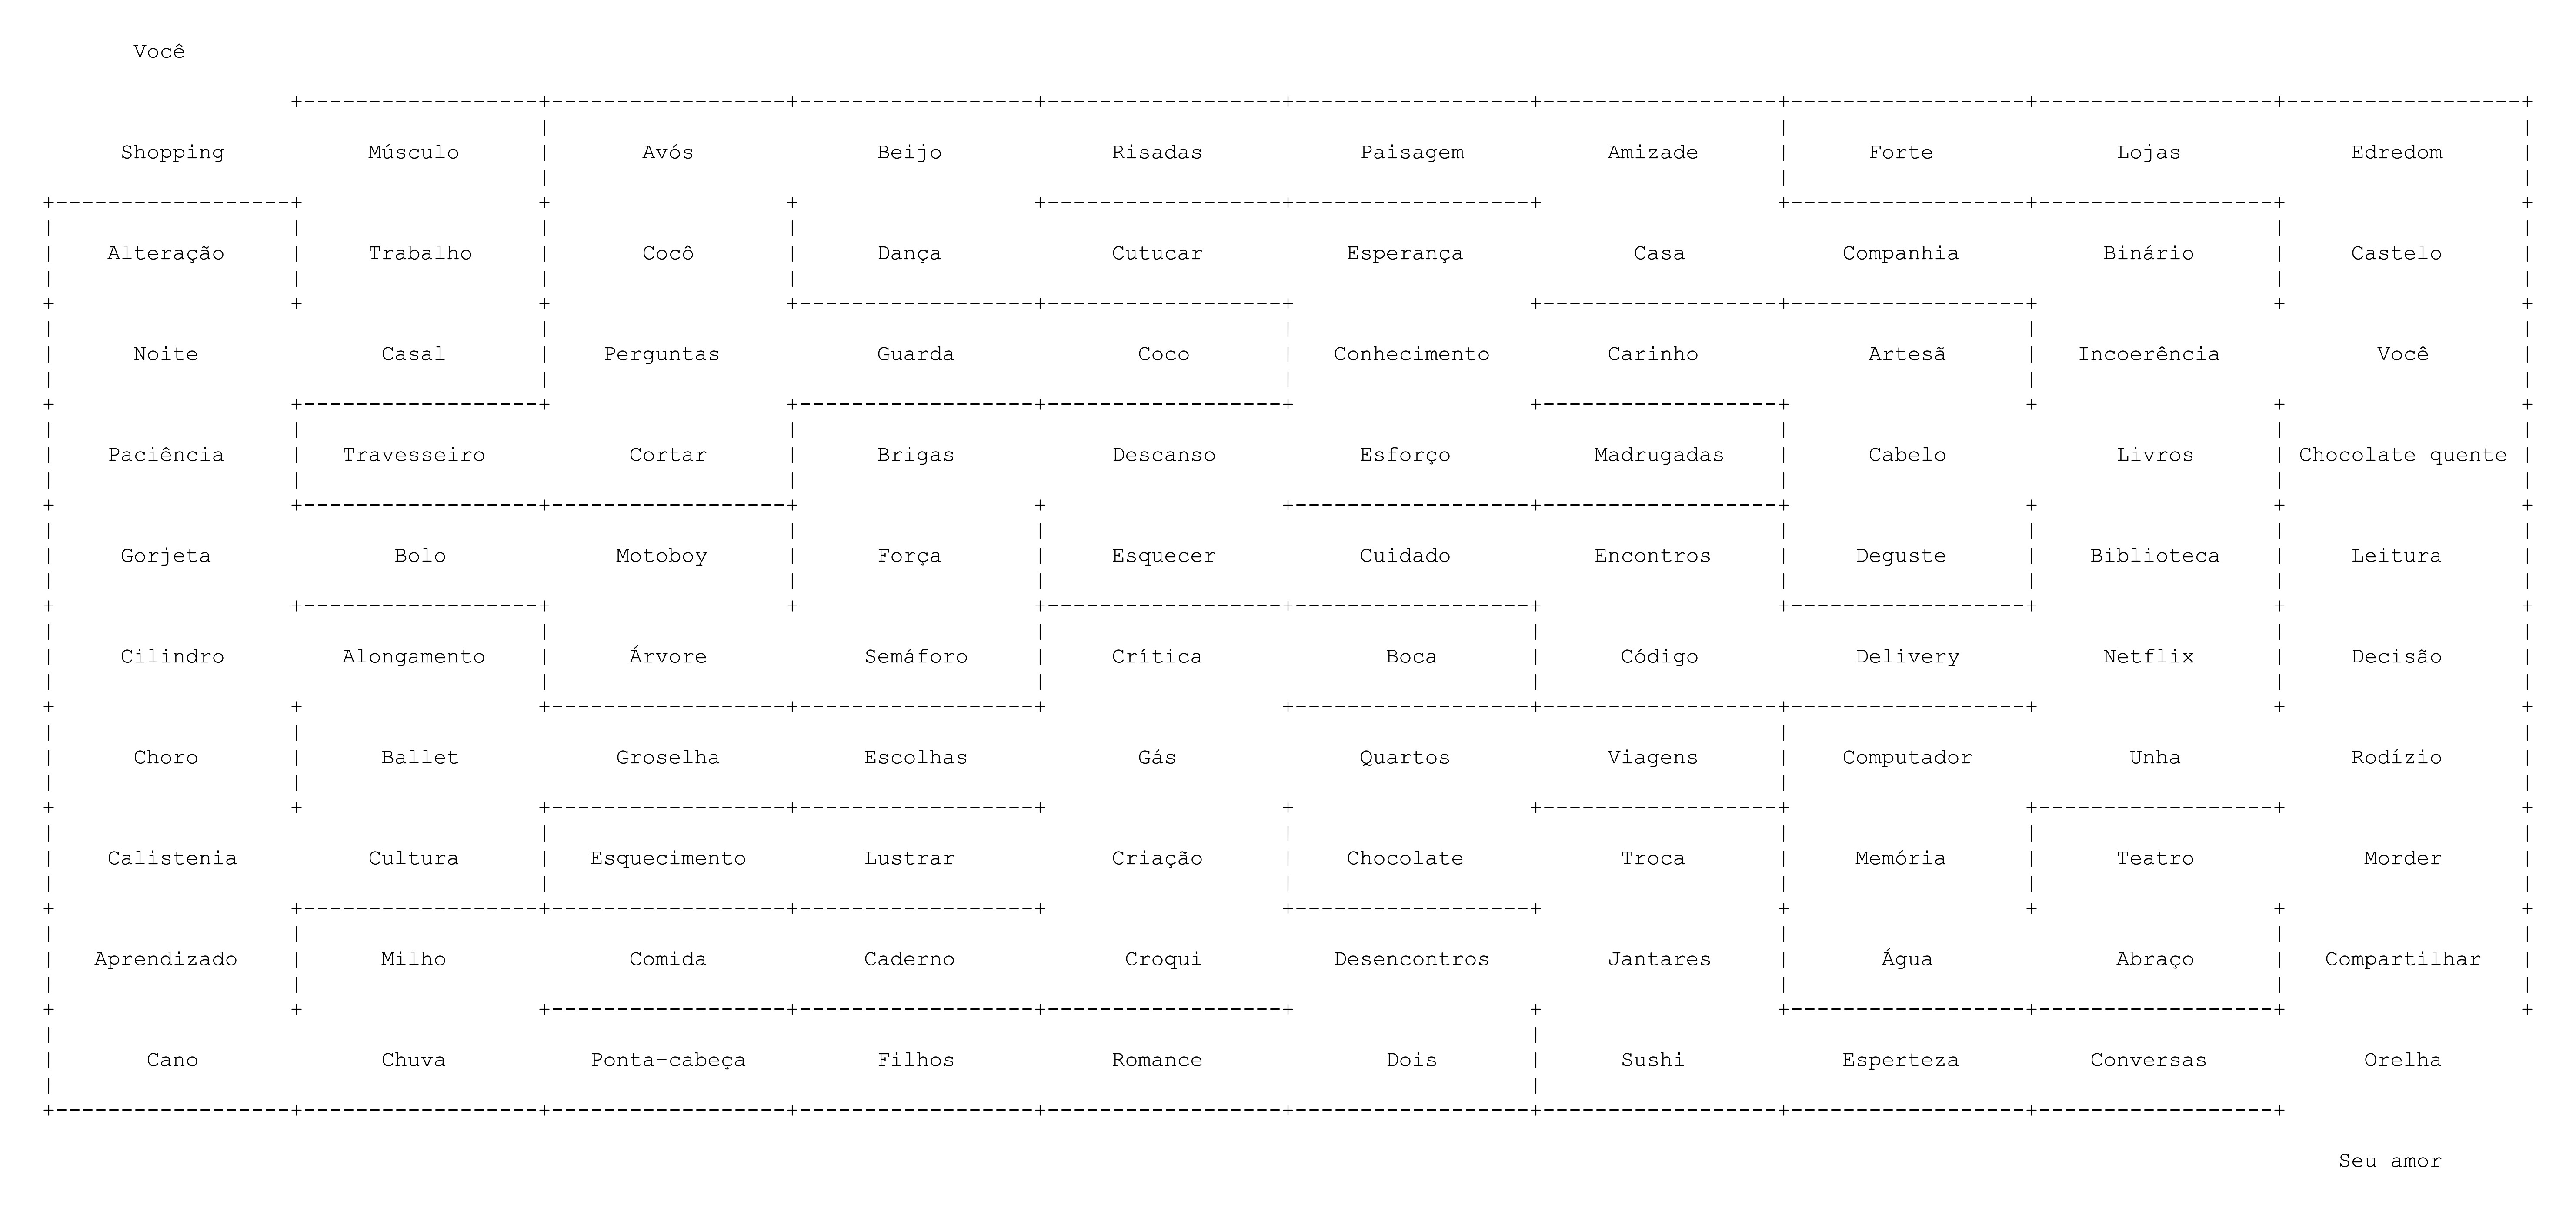 Você
Shopping Músculo Avós Beijo Risadas Paisagem Amizade Forte Lojas Edredom
Alteração Trabalho Cocô Dança Cutucar Esperança Casa Companhia Binário Castelo
Noite Casal Perguntas Guarda Coco Conhecimento Carinho Artesã Incoerência Você
Paciência Travesseiro Cortar Brigas Descanso Esforço Madrugadas Cabelo Livros Chocolate quente
Gorjeta Bolo Motoboy Força Esquecer Cuidado Encontros Deguste Biblioteca Leitura
Cilindro Alongamento Árvore Semáforo Crítica Boca Código Delivery Netflix Decisão
Choro Ballet Groselha Escolhas Gás Quartos Viagens Computador Unha Rodízio
Calistenia Cultura Esquecimento Lustrar Criação Chocolate Troca Memória Teatro Morder
Aprendizado Milho Comida Caderno Croqui Desencontros Jantares Água Abraço Compartilhar
Cano Chuva Ponta-cabeça Filhos Romance Dois Sushi Esperteza Conversas Orelha
Seu amor